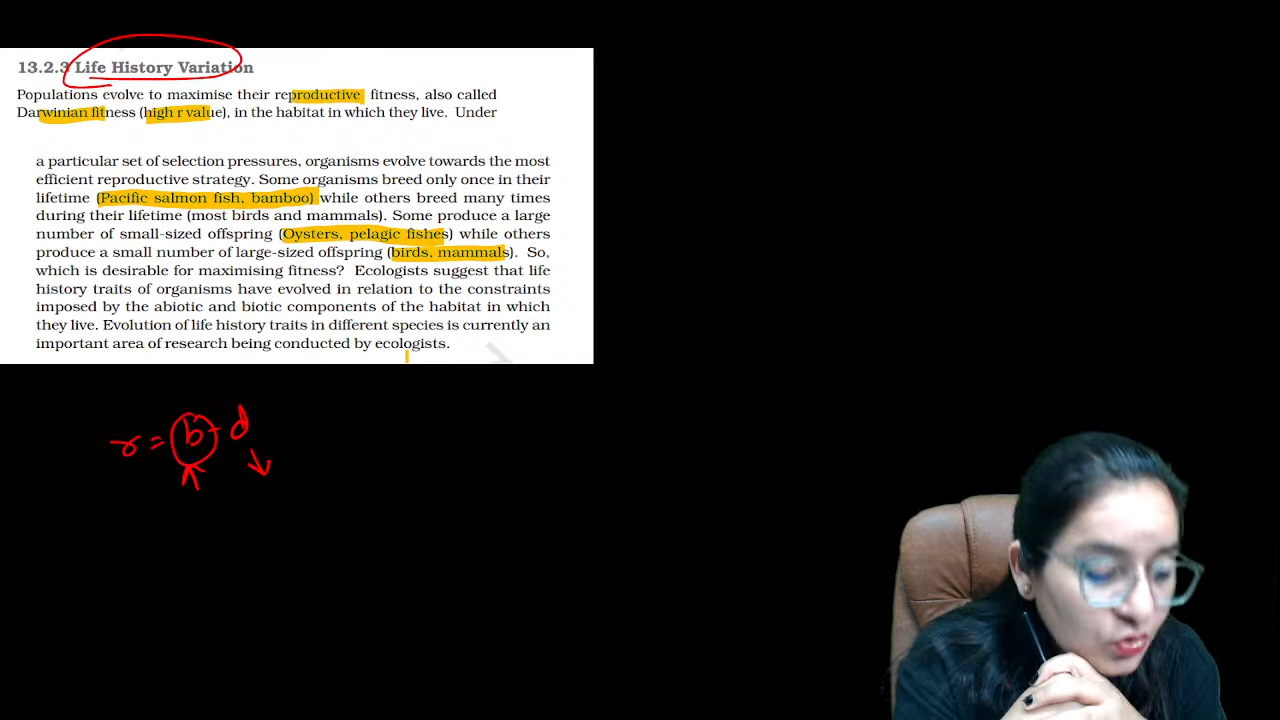 13.2.3 Life History Variation
Populations evolve to maximise their reproductive fitness, also called
Darwinian fitness (high r value), in the habitat in which they live. Under
a particular set of selection pressures, organisms evolve towards the most
efficient reproductive strategy. Some organisms breed only once in their
lifetime (Pacific salmon fish, bamboo) while others breed many times
during their lifetime (most birds and mammals). Some produce a large
number of small-sized offspring (Oysters, pelagic fishes) while others
produce a small number of large-sized offspring (birds, mammals). So,
which is desirable for maximising fitness? Ecologists suggest that life
history traits of organisms have evolved in relation to the constraints
imposed by the abiotic and biotic components of the habitat in which
they live. Evolution of life history traits in different species is currently an
important area of research being conducted by ecologists.
r = b - d